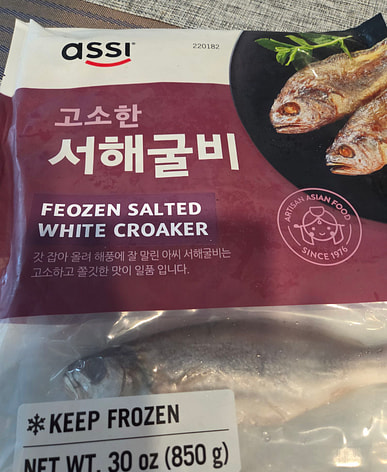 assi
220182
고소한
서해굴비
FEOZEN SALTED
WHITE CROAKER
갓 잡아 올려 해풍에 잘 말린 아씨 서해굴비는
고소하고 쫄깃한 맛이 일품 입니다.
ARTISAN ASIAN FOOD
SINCE 1976
KEEP FROZEN
NET WT. 30 oz (850 g)